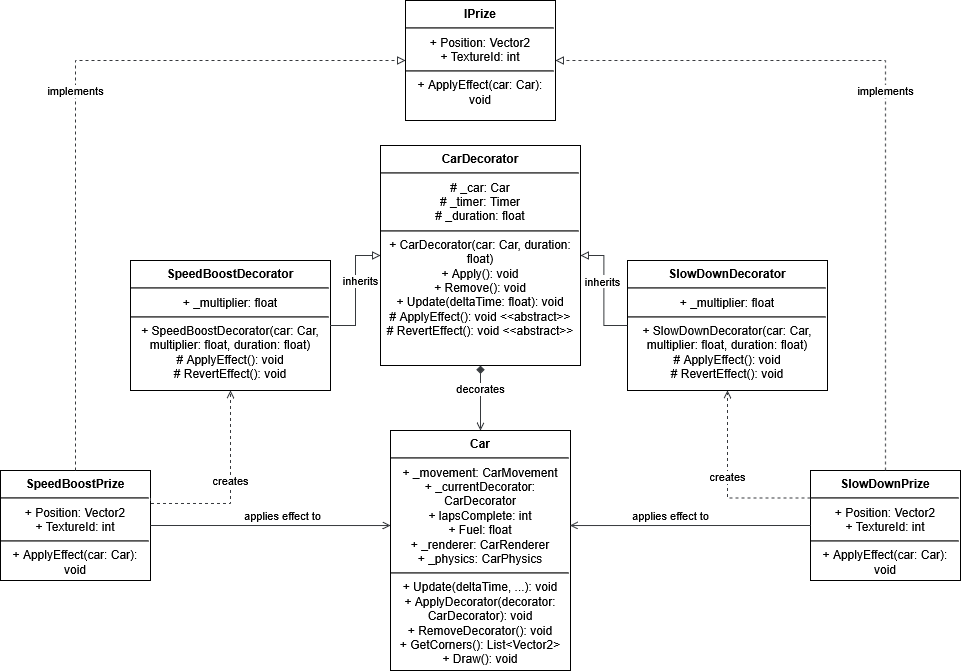 IPrize
+ Position: Vector2
+ TextureId: int
+ ApplyEffect(car: Car):
void
implements
implements
CarDecorator
# _car: Car
# _timer: Timer
# _duration: float
+ CarDecorator(car: Car, duration:
float)
+ Apply(): void
+ Remove(): void
+ Update(deltaTime: float): void
# ApplyEffect(): void <<abstract>>
# RevertEffect(): void <<abstract>>
inherits
inherits
SpeedBoostDecorator
+ _multiplier: float
+ SpeedBoostDecorator(car: Car,
multiplier: float, duration: float)
# ApplyEffect(): void
# RevertEffect(): void
SlowDownDecorator
+ _multiplier: float
+ SlowDownDecorator(car: Car,
multiplier: float, duration: float)
# ApplyEffect(): void
# RevertEffect(): void
decorates
creates
creates
SpeedBoostPrize
+ Position: Vector2
+ TextureId: int
+ ApplyEffect(car: Car):
void
applies effect to
Car
+ _movement: CarMovement
+ _currentDecorator:
CarDecorator
+ lapsComplete: int
+ Fuel: float
+ _renderer: CarRenderer
+ _physics: CarPhysics
+ Update(deltaTime, ...): void
+ ApplyDecorator(decorator:
CarDecorator): void
+ RemoveDecorator(): void
+ GetCorners(): List<Vector2>
+ Draw(): void
applies effect to
SlowDownPrize
+ Position: Vector2
+ TextureId: int
+ ApplyEffect(car: Car):
void